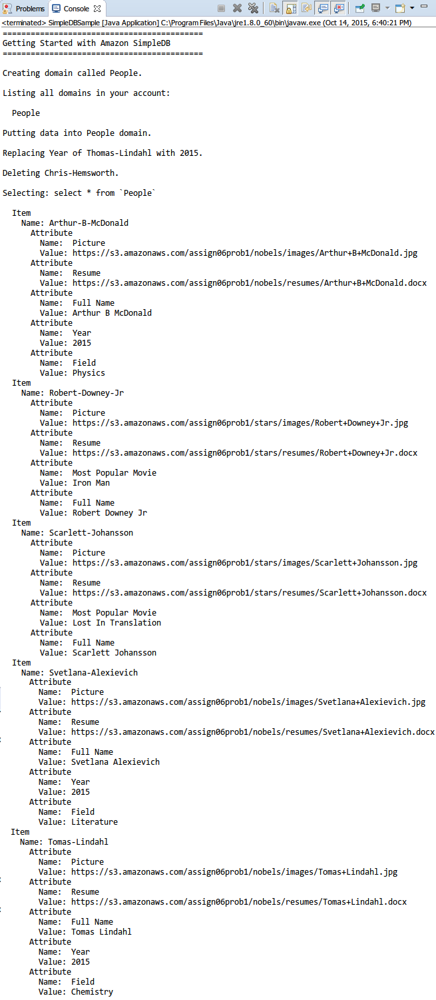 Problems Console
<terminated> SimpleDBSample [Java Application] C:\Program Files\Java\jre1.8.0_60\bin\javaw.exe (Oct 14, 2015, 6:40:21 PM)
===========================================
Getting Started with Amazon SimpleDB
===========================================
Creating domain called People.
Listing all domains in your account:
People
Putting data into People domain.
Replacing Year of Thomas-Lindahl with 2015.
Deleting Chris-Hemsworth.
Selecting: select * from `People`
Item
Name: Arthur-B-McDonald
Attribute
Name: Picture
Value: https://s3.amazonaws.com/assign06prob1/nobels/images/Arthur+B+McDonald.jpg
Attribute
Name: Resume
Value: https://s3.amazonaws.com/assign06prob1/nobels/resumes/Arthur+B+McDonald.docx
Attribute
Name: Full Name
Value: Arthur B McDonald
Attribute
Name: Year
Value: 2015
Attribute
Name: Field
Value: Physics
Item
Name: Robert-Downey-Jr
Attribute
Name: Picture
Value: https://s3.amazonaws.com/assign06prob1/stars/images/Robert+Downey+Jr.jpg
Attribute
Name: Resume
Value: https://s3.amazonaws.com/assign06prob1/stars/resumes/Robert+Downey+Jr.docx
Attribute
Name: Most Popular Movie
Value: Iron Man
Attribute
Name: Full Name
Value: Robert Downey Jr
Item
Name: Scarlett-Johansson
Attribute
Name: Picture
Value: https://s3.amazonaws.com/assign06prob1/stars/images/Scarlett+Johansson.jpg
Attribute
Name: Resume
Value: https://s3.amazonaws.com/assign06prob1/stars/resumes/Scarlett+Johansson.docx
Attribute
Name: Most Popular Movie
Value: Lost In Translation
Attribute
Name: Full Name
Value: Scarlett Johansson
Item
Name: Svetlana-Alexievich
Attribute
Name: Picture
Value: https://s3.amazonaws.com/assign06prob1/nobels/images/Svetlana+Alexievich.jpg
Attribute
Name: Resume
Value: https://s3.amazonaws.com/assign06prob1/nobels/resumes/Svetlana+Alexievich.docx
Attribute
Name: Full Name
Value: Svetlana Alexievich
Attribute
Name: Year
Value: 2015
Attribute
Name: Field
Value: Literature
Item
Name: Tomas-Lindahl
Attribute
Name: Picture
Value: https://s3.amazonaws.com/assign06prob1/nobels/images/Tomas+Lindahl.jpg
Attribute
Name: Resume
Value: https://s3.amazonaws.com/assign06prob1/nobels/resumes/Tomas+Lindahl.docx
Attribute
Name: Full Name
Value: Tomas Lindahl
Attribute
Name: Year
Value: 2015
Attribute
Name: Field
Value: Chemistry